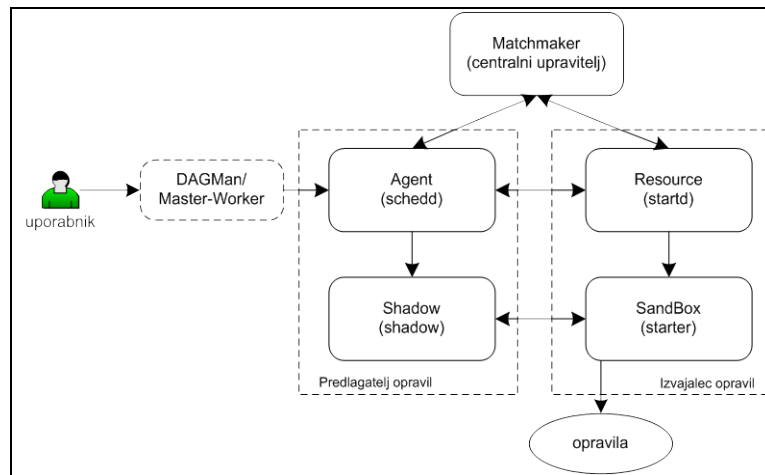 Matchmaker
(centralni upravitelj)
DAGMan/
Master-Worker
Agent
(schedd)
Resource
(startd)
uporabnik
Shadow
(shadow)
SandBox
(starter)
Predlagatelj opravil
Izvajalec opravil
opravila